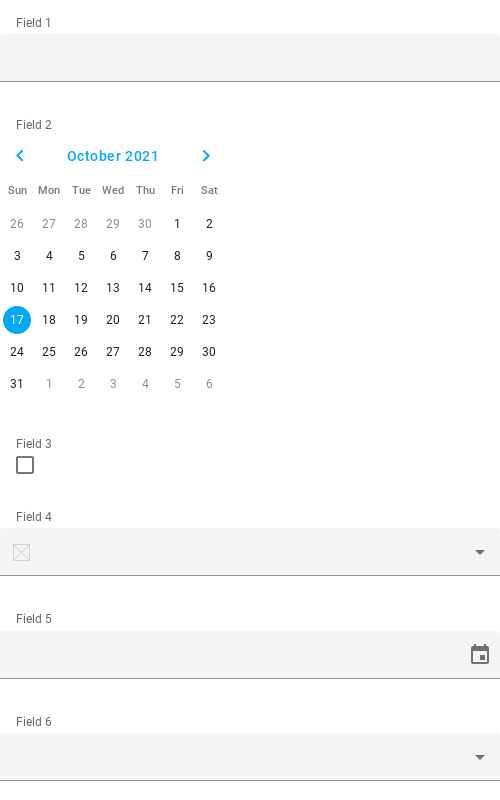 Field 1
Field 2
October 2021
Sun Mon Tue Wed Thu Fri Sat
26 27 28 29 30 1 2
3 4 5 6 7 8 9
10 11 12 13 14 15 16
17 18 19 20 21 22 23
24 25 26 27 28 29 30
31 1 2 3 4 5 6
Field 3
Field 4
Field 5
Field 6